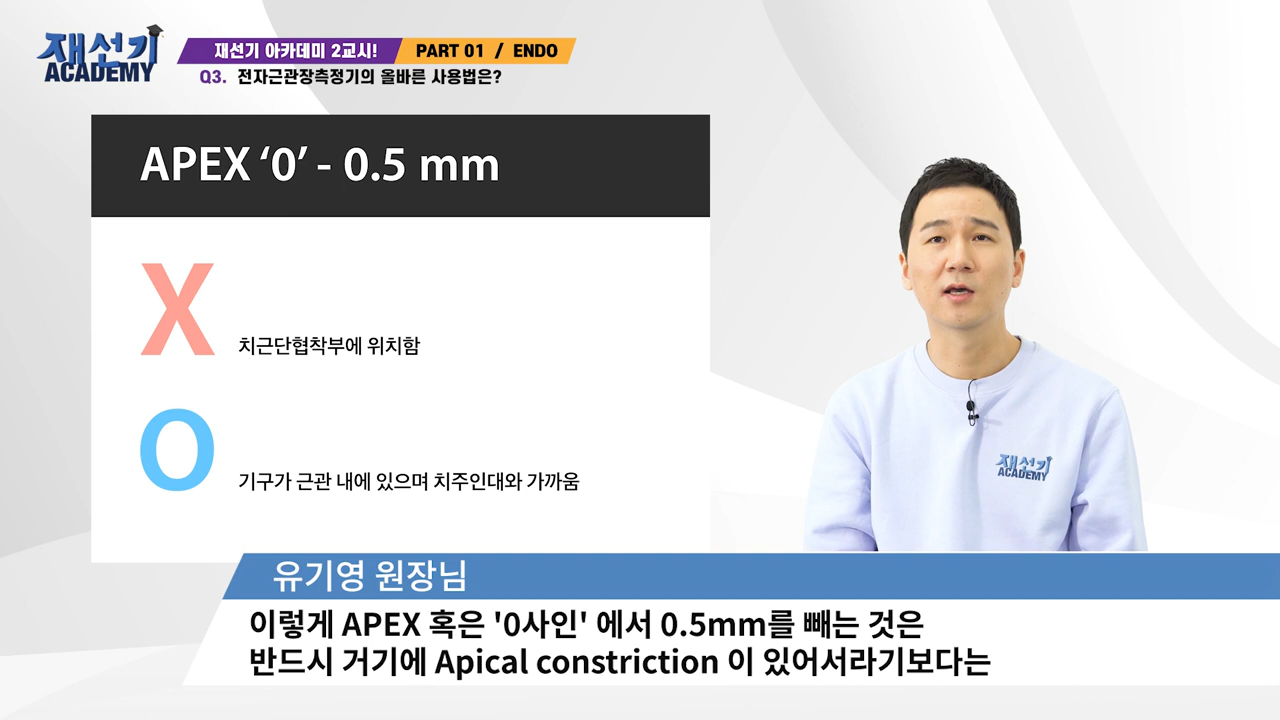 재선기
ACADEMY
재선기 아카데미 2교시!
PART 01 / ENDO
Q3. 전자근관장측정기의 올바른 사용법은?
APEX ‘0’ - 0.5 mm
X
치근단협착부에 위치함
O
기구가 근관 내에 있으며 치주인대와 가까움
재선기
ACADEMY
유기영 원장님
이렇게 APEX 혹은 '0사인' 에서 0.5mm를 빼는 것은
반드시 거기에 Apical constriction 이 있어서라기보다는